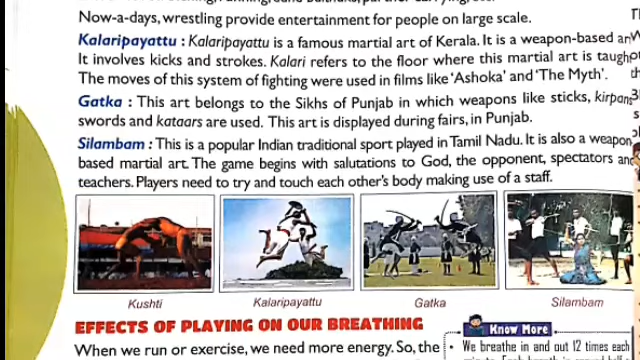 Now-a-days, wrestling provide entertainment for people on large scale.
Kalaripayattu : Kalaripayattu is a famous martial art of Kerala. It is a weapon-based ar
It involves kicks and strokes. Kalari refers to the floor where this martial art is taugh
The moves of this system of fighting were used in films like 'Ashoka' and 'The Myth'.
Gatka : This art belongs to the Sikhs of Punjab in which weapons like sticks, kirpans
swords and kataars are used. This art is displayed during fairs, in Punjab.
Silambam : This is a popular Indian traditional sport played in Tamil Nadu. It is also a weapon
based martial art. The game begins with salutations to God, the opponent, spectators and
teachers. Players need to try and touch each other's body making use of a staff.
Kushti
Kalaripayattu
Gatka
Silambam
EFFECTS OF PLAYING ON OUR BREATHING
When we run or exercise, we need more energy. So, the
Know More
• We breathe in and out 12 times each